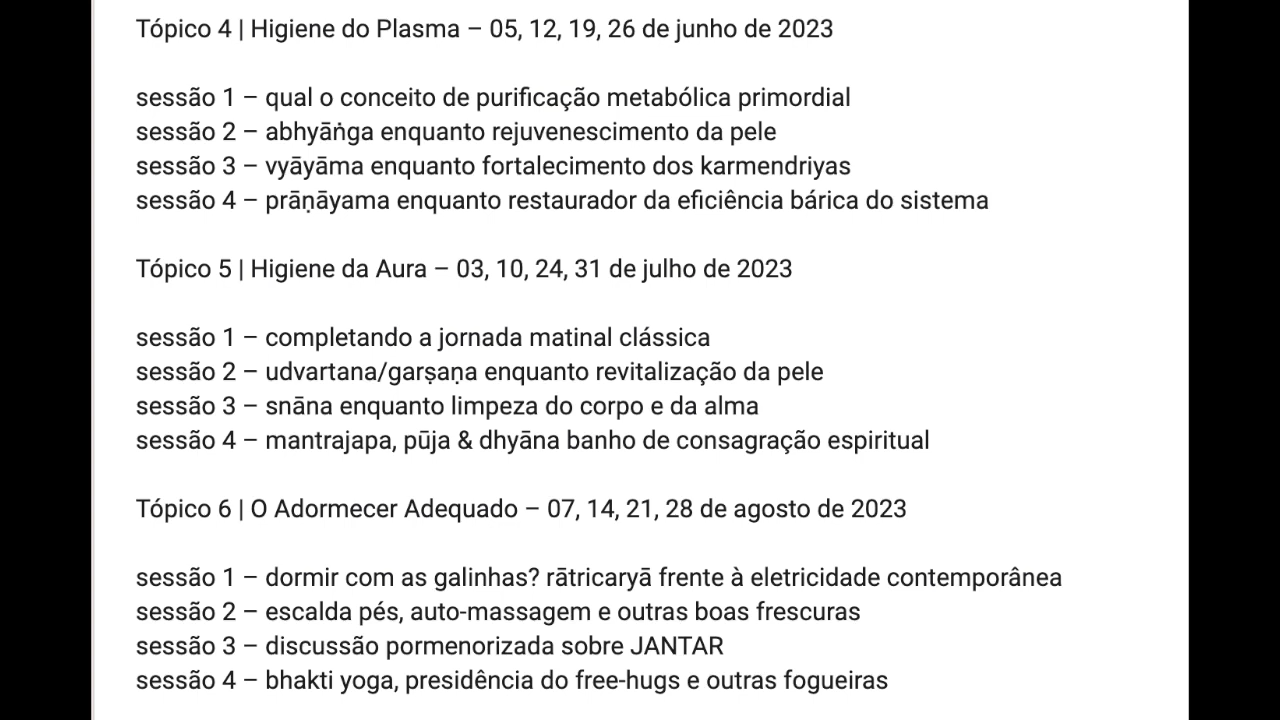 Tópico 4 | Higiene do Plasma – 05, 12, 19, 26 de junho de 2023
sessão 1 – qual o conceito de purificação metabólica primordial
sessão 2 – abhyāṅga enquanto rejuvenescimento da pele
sessão 3 – vyāyāma enquanto fortalecimento dos karmendriyas
sessão 4 – prāṇāyama enquanto restaurador da eficiência bárica do sistema
Tópico 5 | Higiene da Aura – 03, 10, 24, 31 de julho de 2023
sessão 1 – completando a jornada matinal clássica
sessão 2 – udvartana/garṣaṇa enquanto revitalização da pele
sessão 3 – snāna enquanto limpeza do corpo e da alma
sessão 4 – mantrajapa, pūja & dhyāna banho de consagração espiritual
Tópico 6 | O Adormecer Adequado – 07, 14, 21, 28 de agosto de 2023
sessão 1 – dormir com as galinhas? rātricaryā frente à eletricidade contemporânea
sessão 2 – escalda pés, auto-massagem e outras boas frescuras
sessão 3 – discussão pormenorizada sobre JANTAR
sessão 4 – bhakti yoga, presidência do free-hugs e outras fogueiras